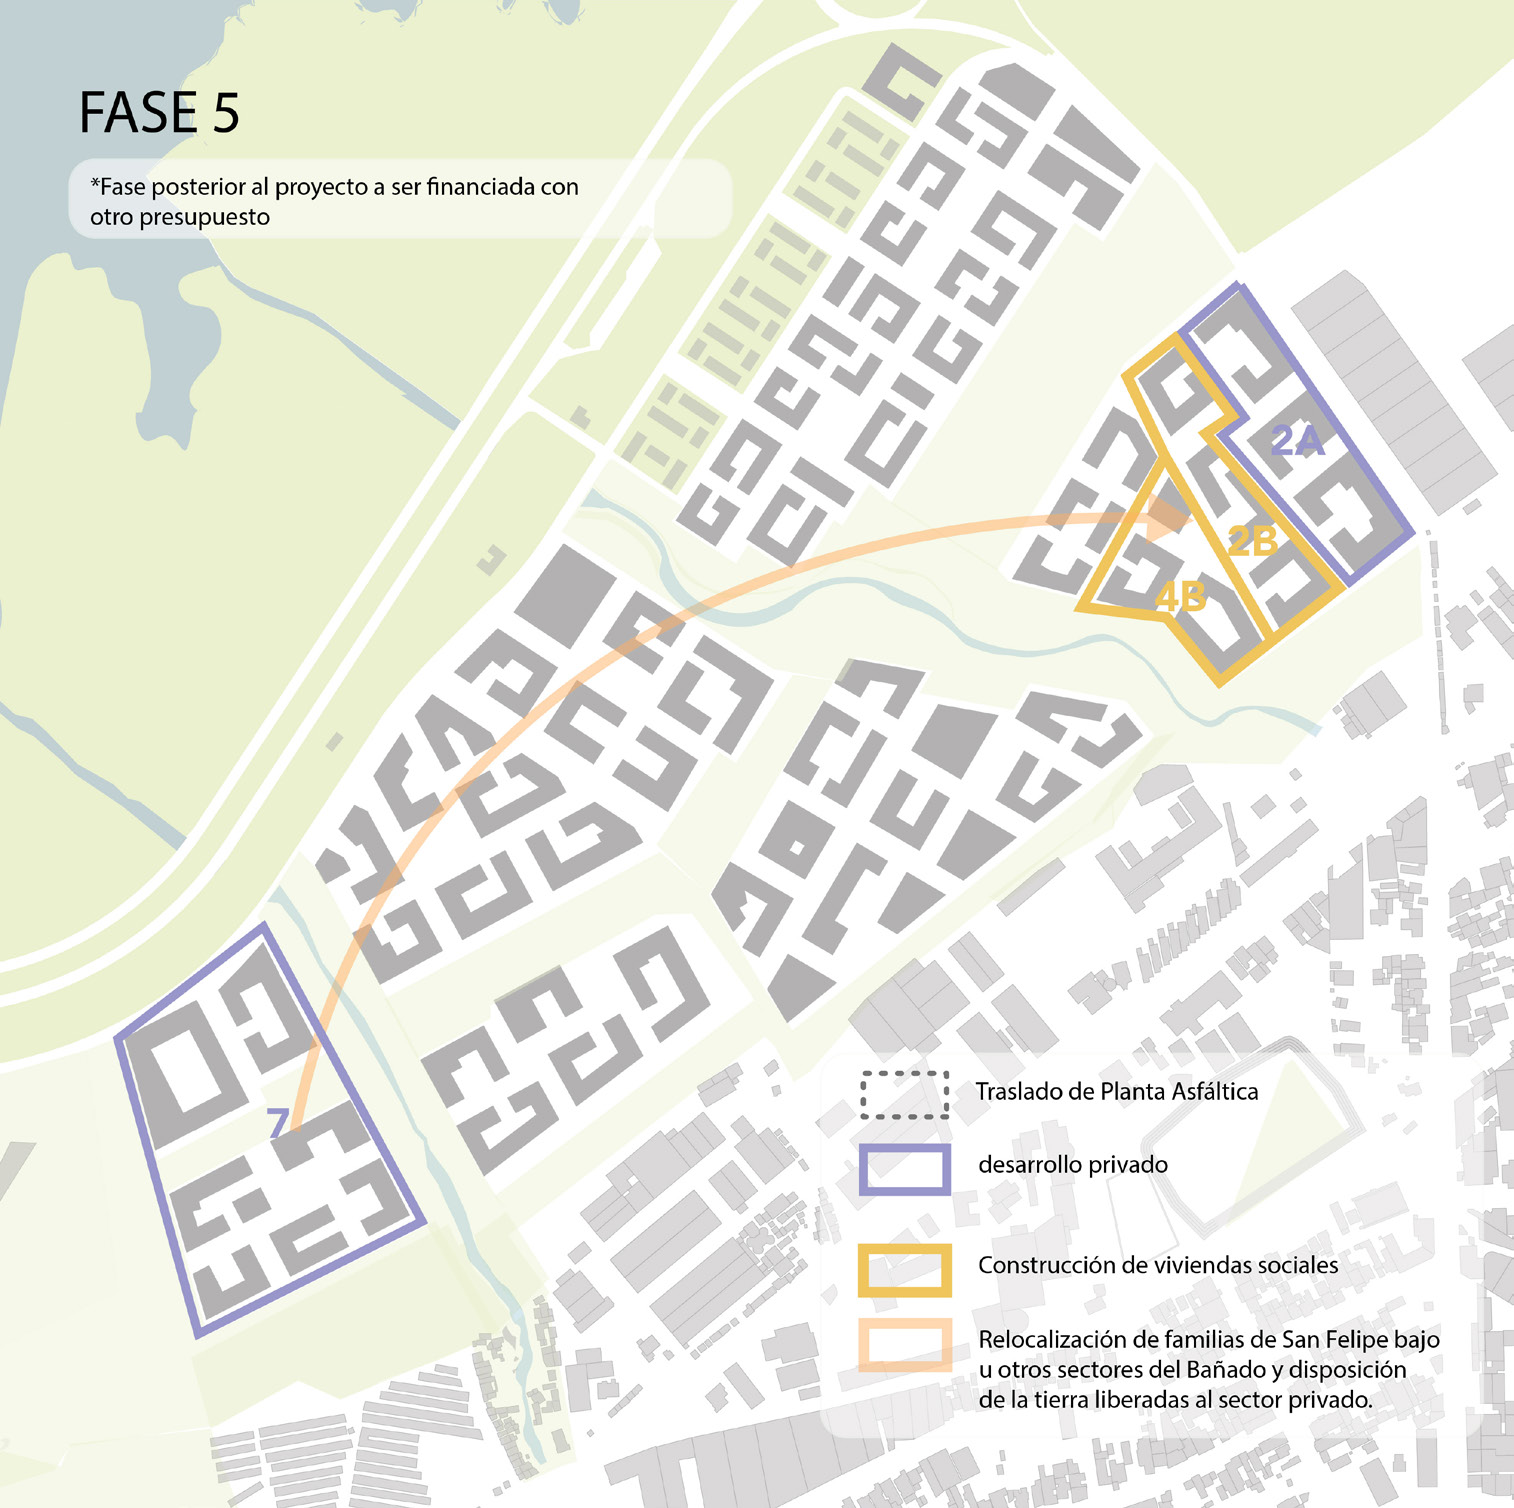 FASE 5
*Fase posterior al proyecto a ser financiada con
otro presupuesto
2A
2B
4B
7
Traslado de Planta Asfáltica
desarrollo privado
Construcción de viviendas sociales
Relocalización de familias de San Felipe bajo
u otros sectores del Bañado y disposición
de la tierra liberadas al sector privado.